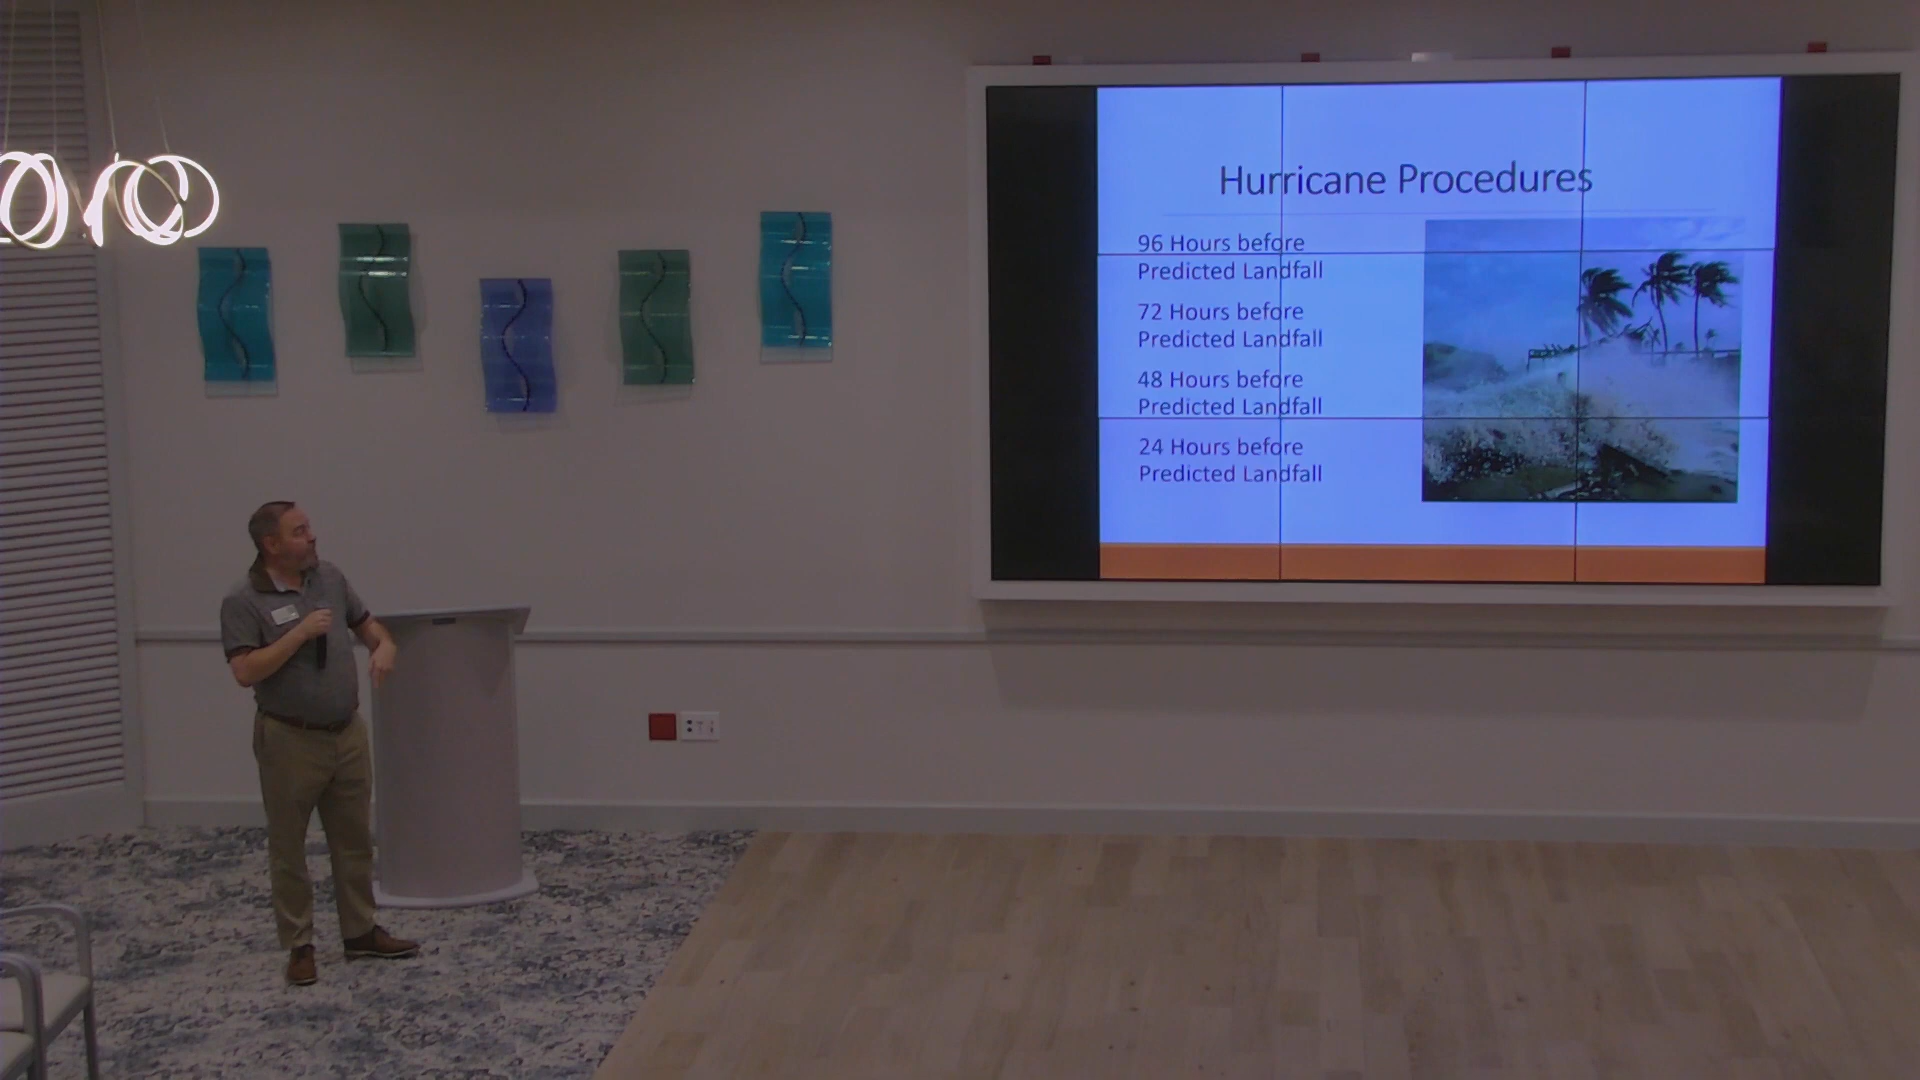 Hurricane Procedures
96 Hours before
Predicted Landfall
72 Hours before
Predicted Landfall
48 Hours before
Predicted Landfall
24 Hours before
Predicted Landfall